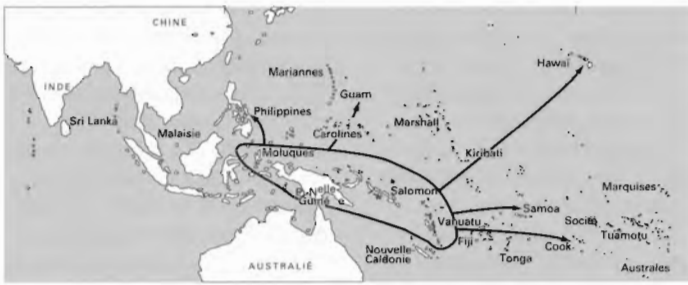 CHINE
Hawaï
Mariannes
INDE
Guam
Philippines
Sri Lanka
Marshall
Malaisie
Carolines
Moluques
Kiribati
Salomon
Marquises
P. Nelle
Guinée
Samoa
Vanuatu
Société
Tuamotu
Fiji
Cook
Nouvelle
Calédonie
Tonga
AUSTRALIE
Australes